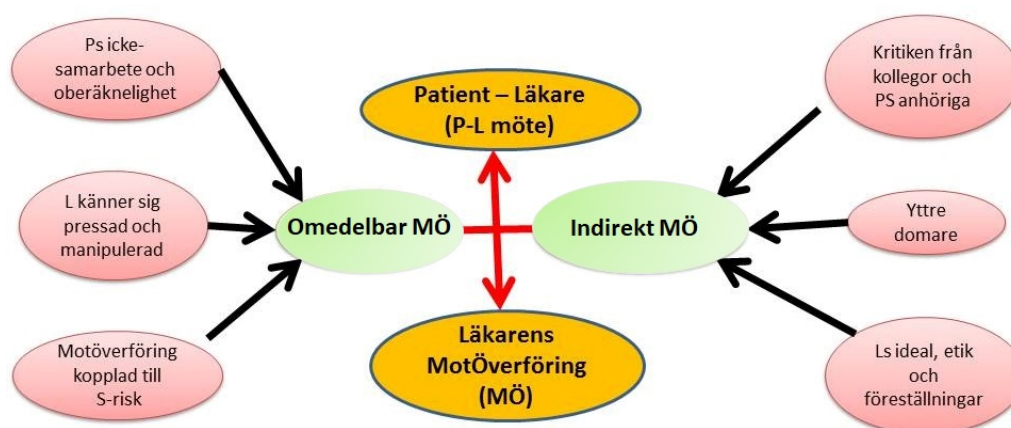 Ps icke-
samarbete och
oberäknelighet
L känner sig
pressad och
manipulerad
Motöverföring
kopplad till
S-risk
Omedelbar MÖ
Patient – Läkare
(P-L möte)
Läkarens
MotÖverföring
(MÖ)
Indirekt MÖ
Kritiken från
kollegor och
PS anhöriga
Yttre
domare
Ls ideal, etik
och
föreställningar